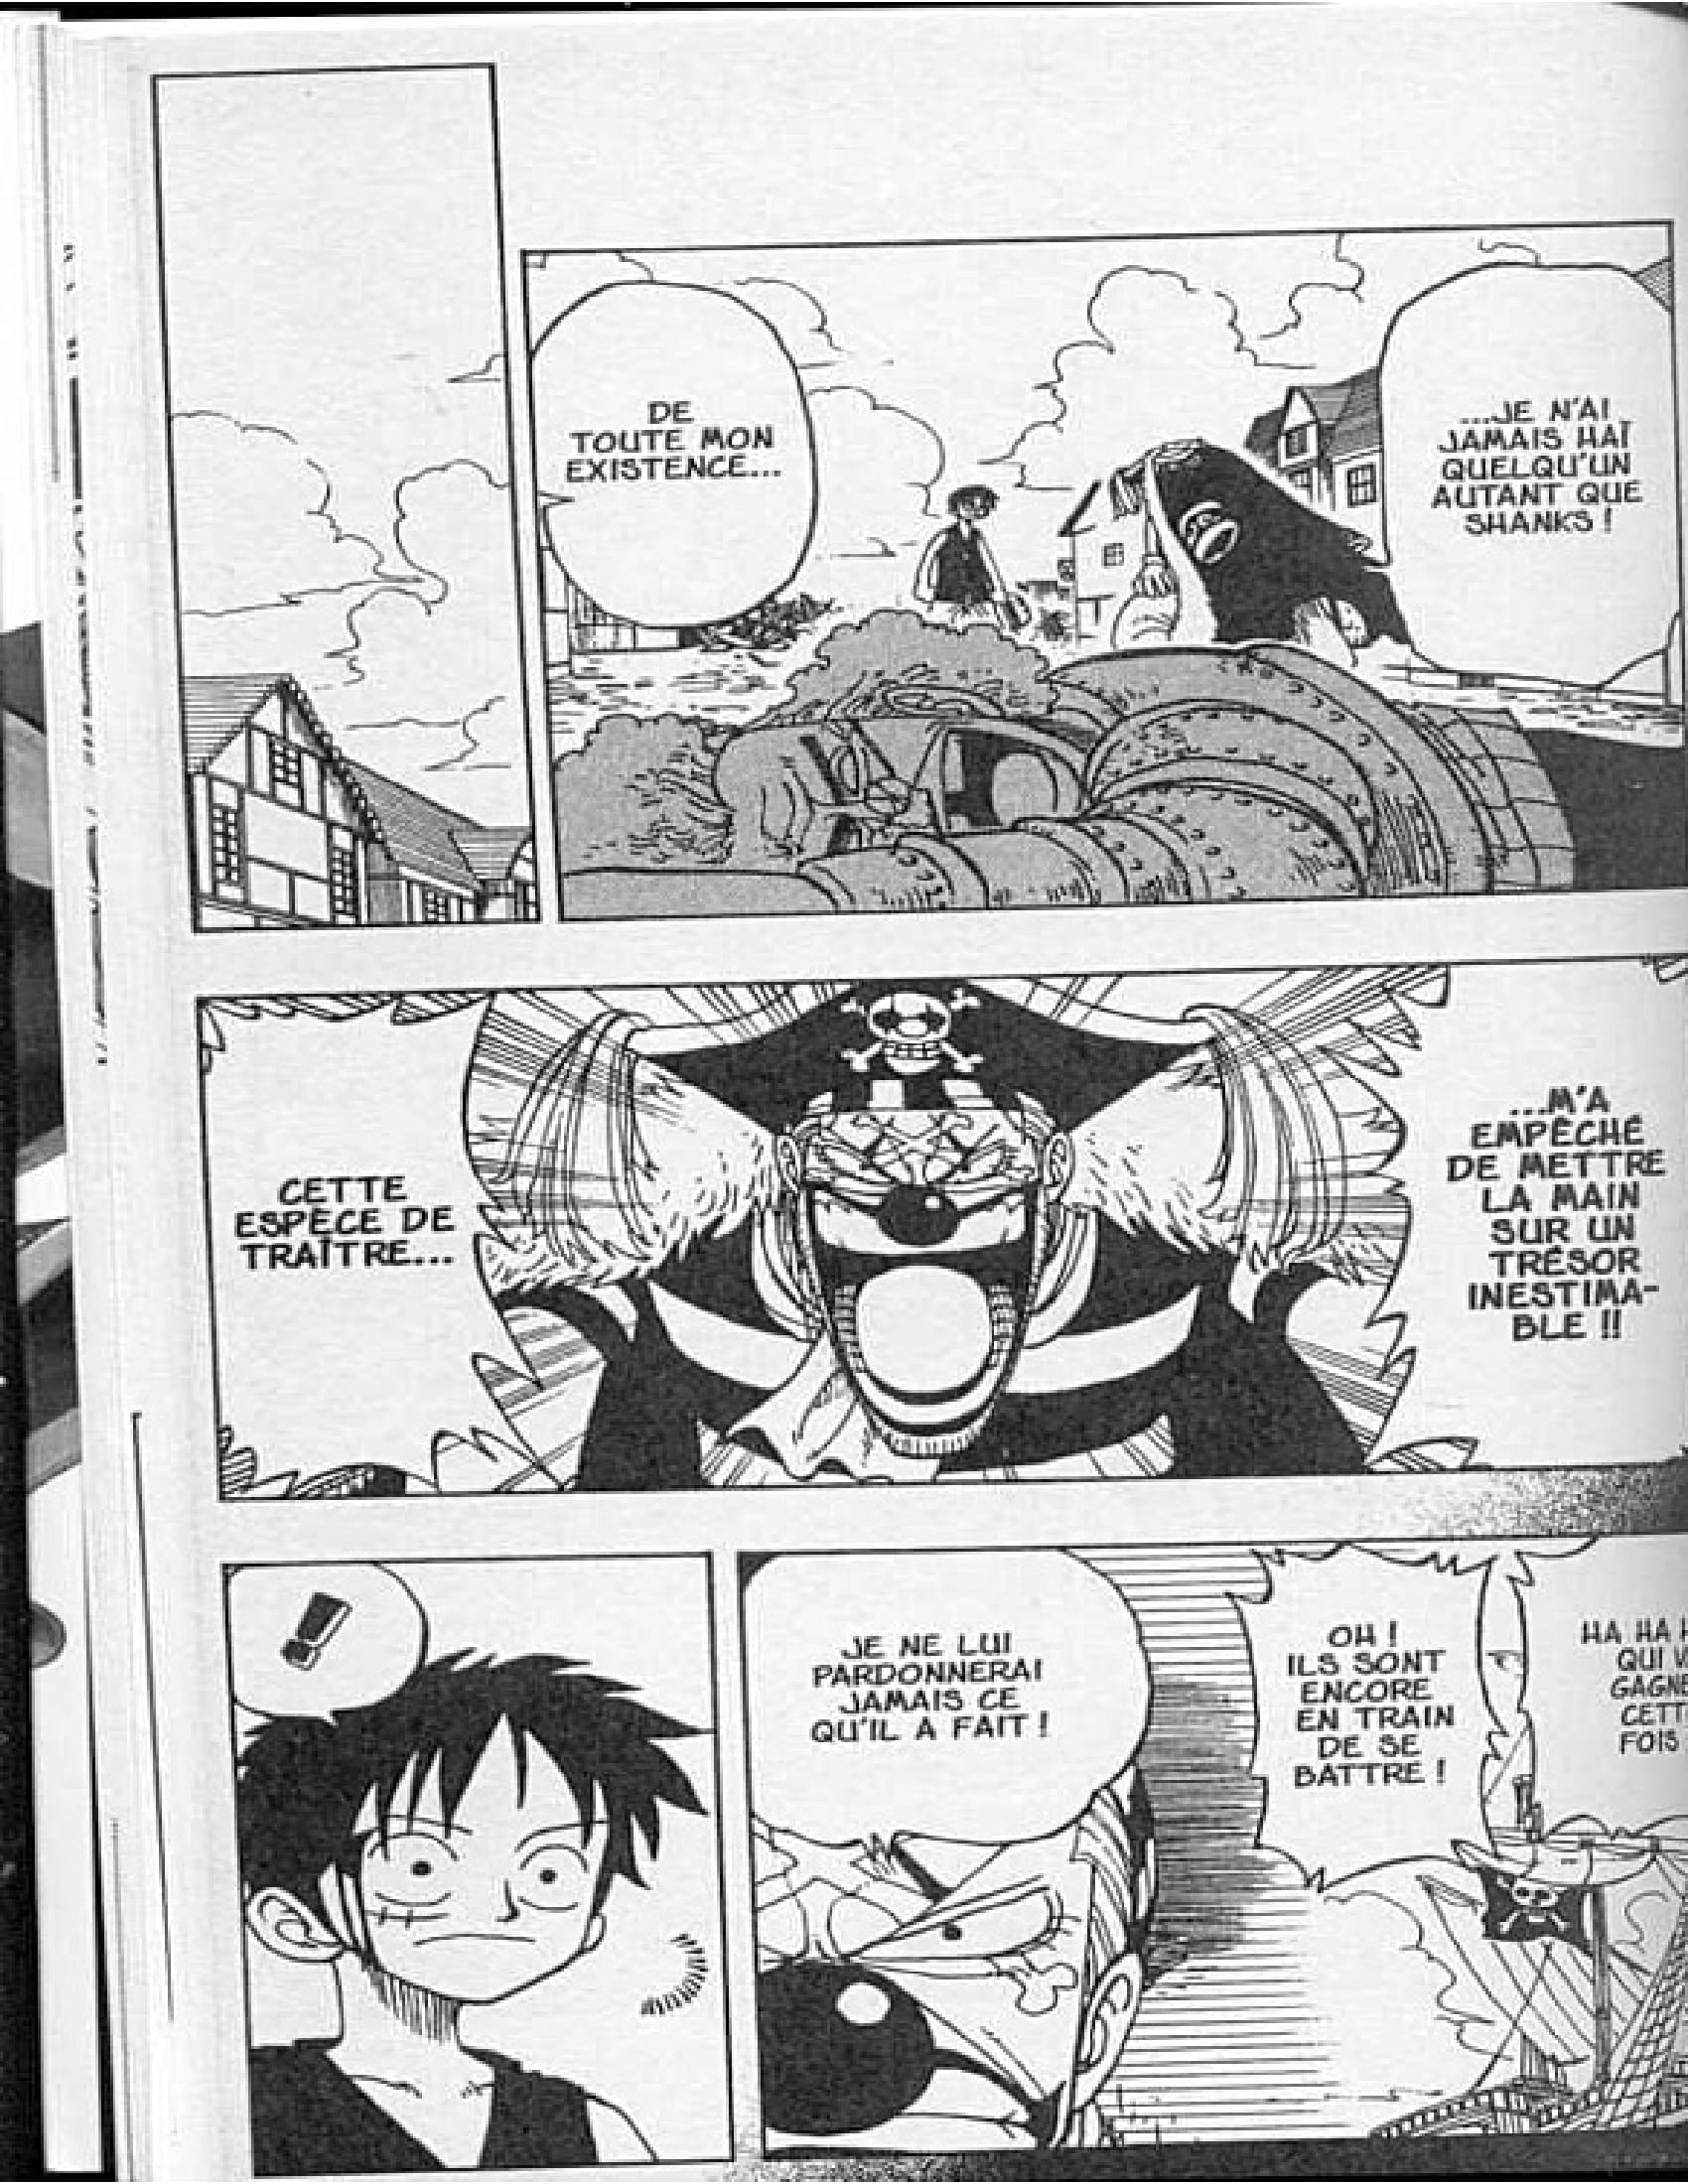 DE
TOUTE MON
EXISTENCE...
...JE N'AI
JAMAIS HAÏ
QUELQU'UN
AUTANT QUE
SHANKS !
CETTE
ESPÈCE DE
TRAÎTRE...
...M'A
EMPÊCHÉ
DE METTRE
LA MAIN
SUR UN
TRÉSOR
INESTIMA-
BLE !!
!
JE NE LUI
PARDONNERAI
JAMAIS CE
QU'IL A FAIT !
OH !
ILS SONT
ENCORE
EN TRAIN
DE SE
BATTRE !
HA HA
QUI
FOIS